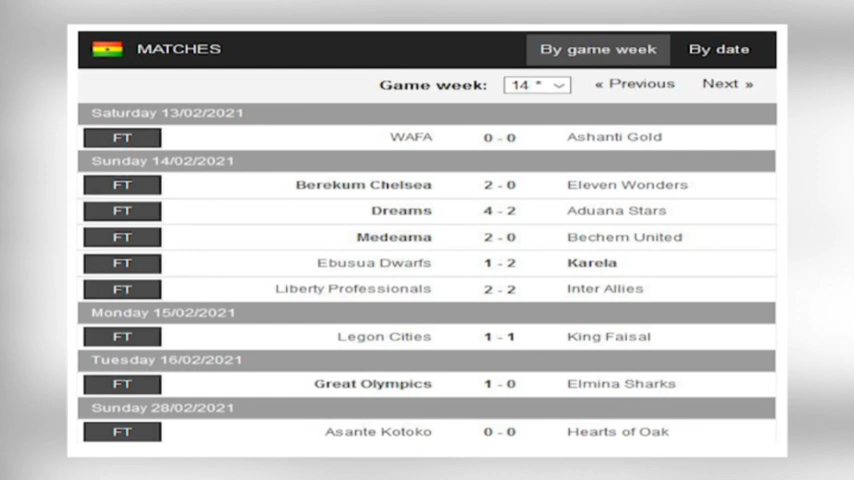 MATCHES By game week By date
Game week: 14 * « Previous Next »
Saturday 13/02/2021
FT WAFA 0 - 0 Ashanti Gold
Sunday 14/02/2021
FT Berekum Chelsea 2 - 0 Eleven Wonders
FT Dreams 4 - 2 Aduana Stars
FT Medeama 2 - 0 Bechem United
FT Ebusua Dwarfs 1 - 2 Karela
FT Liberty Professionals 2 - 2 Inter Allies
Monday 15/02/2021
FT Legon Cities 1 - 1 King Faisal
Tuesday 16/02/2021
FT Great Olympics 1 - 0 Elmina Sharks
Sunday 28/02/2021
FT Asante Kotoko 0 - 0 Hearts of Oak